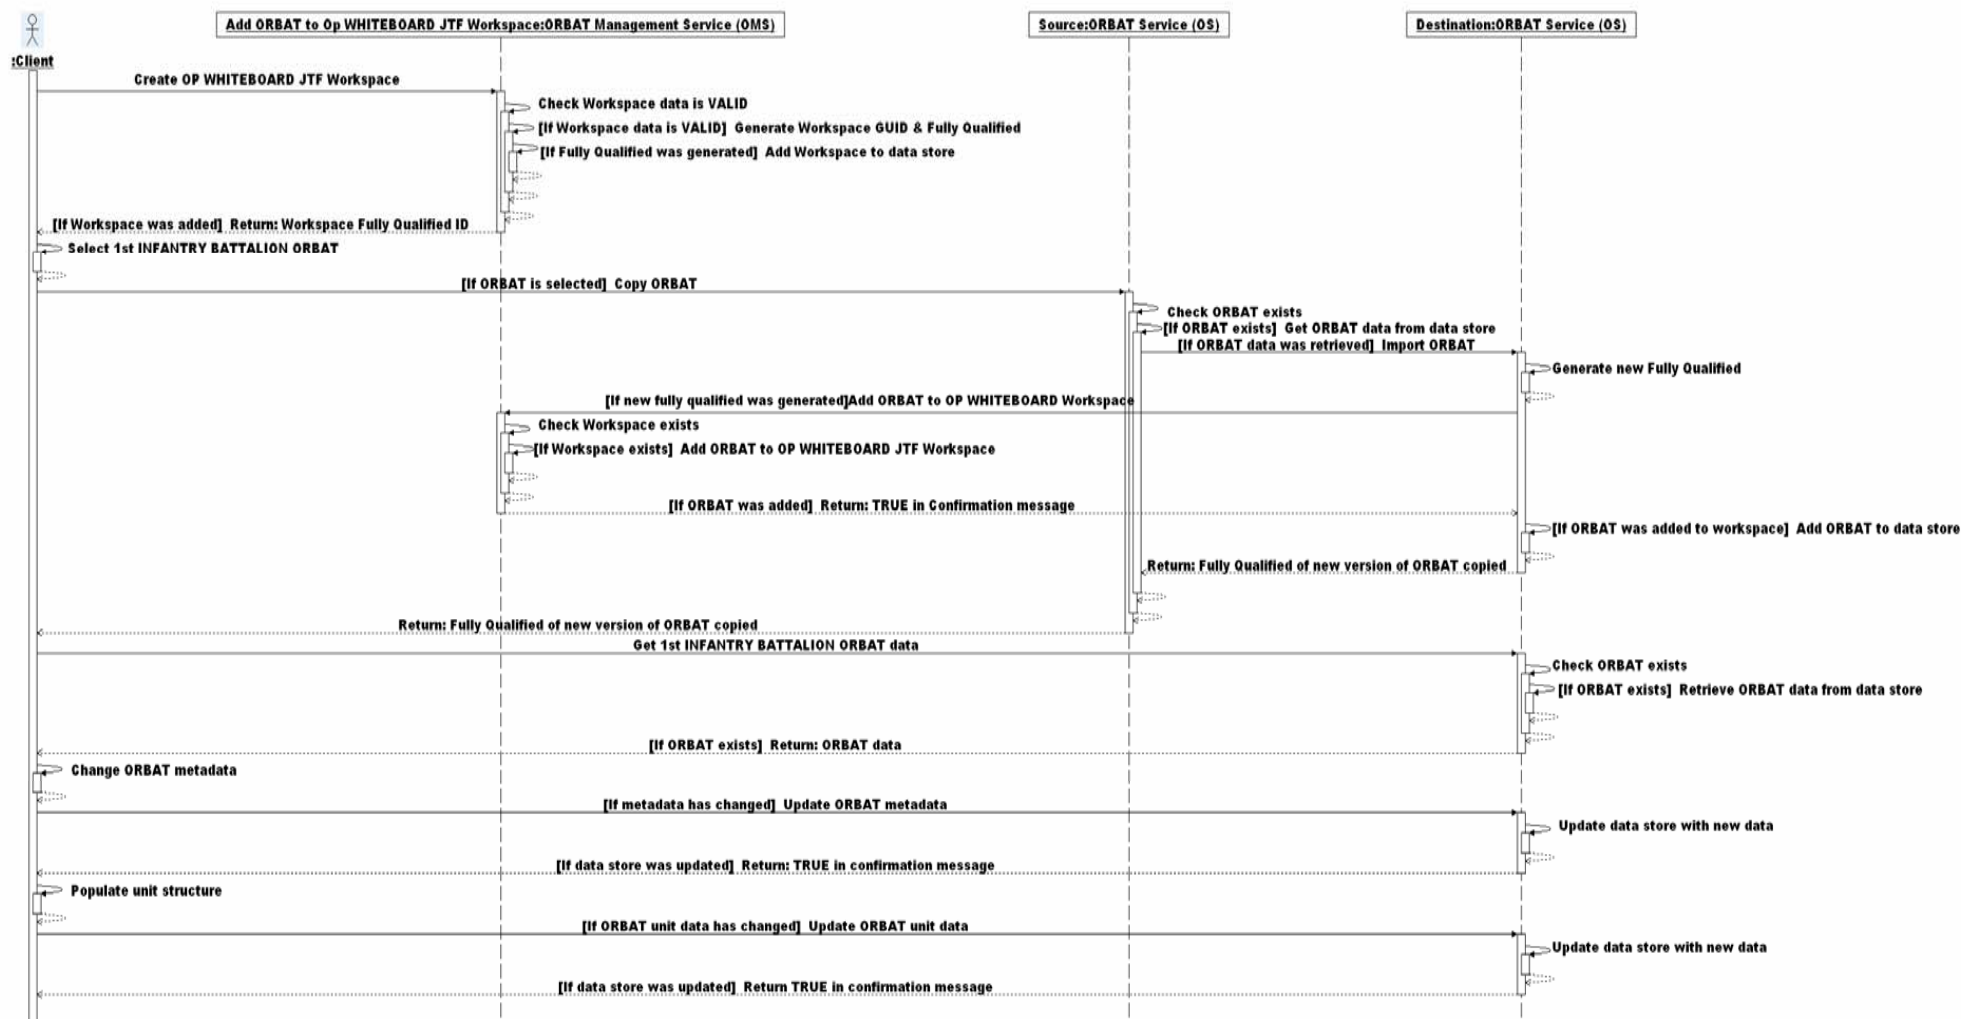 Add ORBAT to Op WHITEBOARD JTF Workspace:ORBAT Management Service (OMS)
Source:ORBAT Service (OS)
Destination:ORBAT Service (OS)
:Client
Create OP WHITEBOARD JTF Workspace
Check Workspace data is VALID
[If Workspace data is VALID] Generate Workspace GUID & Fully Qualified
[If Fully Qualified was generated] Add Workspace to data store
[If Workspace was added] Return: Workspace Fully Qualified ID
Select 1st INFANTRY BATTALION ORBAT
[If ORBAT is selected] Copy ORBAT
Check ORBAT exists
[If ORBAT exists] Get ORBAT data from data store
[If ORBAT data was retrieved] Import ORBAT
Generate new Fully Qualified
[If new fully qualified was generated]Add ORBAT to OP WHITEBOARD Workspace
Check Workspace exists
[If Workspace exists] Add ORBAT to OP WHITEBOARD JTF Workspace
[If ORBAT was added] Return: TRUE in Confirmation message
[If ORBAT was added to workspace] Add ORBAT to data store
Return: Fully Qualified of new version of ORBAT copied
Return: Fully Qualified of new version of ORBAT copied
Get 1st INFANTRY BATTALION ORBAT data
Check ORBAT exists
[If ORBAT exists] Retrieve ORBAT data from data store
[If ORBAT exists] Return: ORBAT data
Change ORBAT metadata
[If metadata has changed] Update ORBAT metadata
Update data store with new data
[If data store was updated] Return: TRUE in confirmation message
Populate unit structure
[If ORBAT unit data has changed] Update ORBAT unit data
Update data store with new data
[If data store was updated] Return TRUE in confirmation message